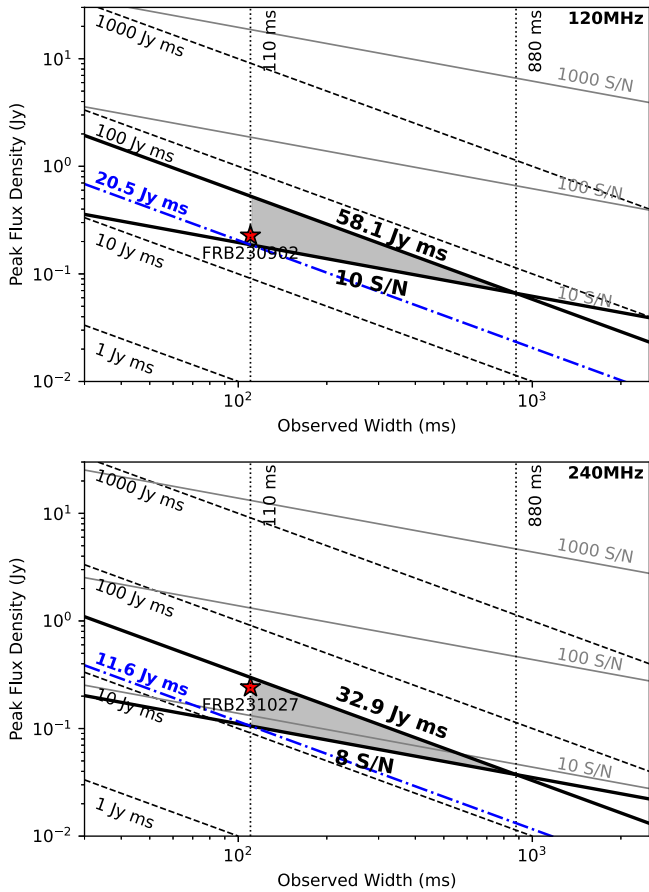 120MHz
1000 Jy ms
110 ms
880 ms
1000 S/N
100 Jy ms
100 S/N
20.5 Jy ms
58.1 Jy ms
10 Jy ms
FRB230902
10 S/N
10 S/N
1 Jy ms
10¹
10⁰
10⁻¹
10⁻²
Peak Flux Density (Jy)
10²
10³
Observed Width (ms)
240MHz
1000 Jy ms
110 ms
880 ms
1000 S/N
100 Jy ms
100 S/N
11.6 Jy ms
32.9 Jy ms
10 Jy ms
FRB231027
8 S/N
10 S/N
1 Jy ms
10¹
10⁰
10⁻¹
10⁻²
Peak Flux Density (Jy)
10²
10³
Observed Width (ms)